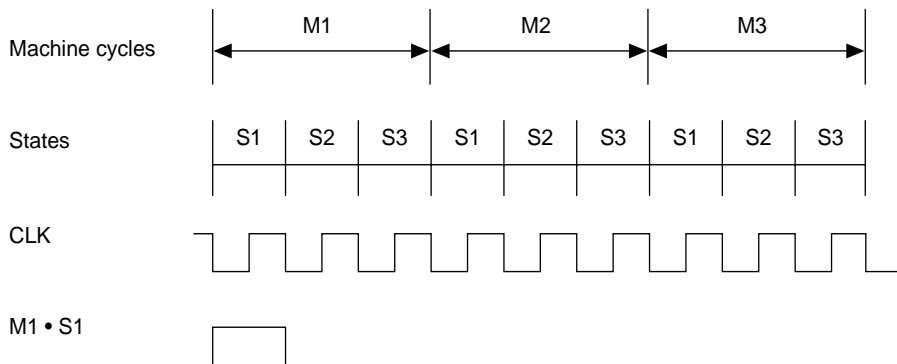 M1 M2 M3
Machine cycles
States S1 S2 S3 S1 S2 S3 S1 S2 S3
CLK
M1 • S1